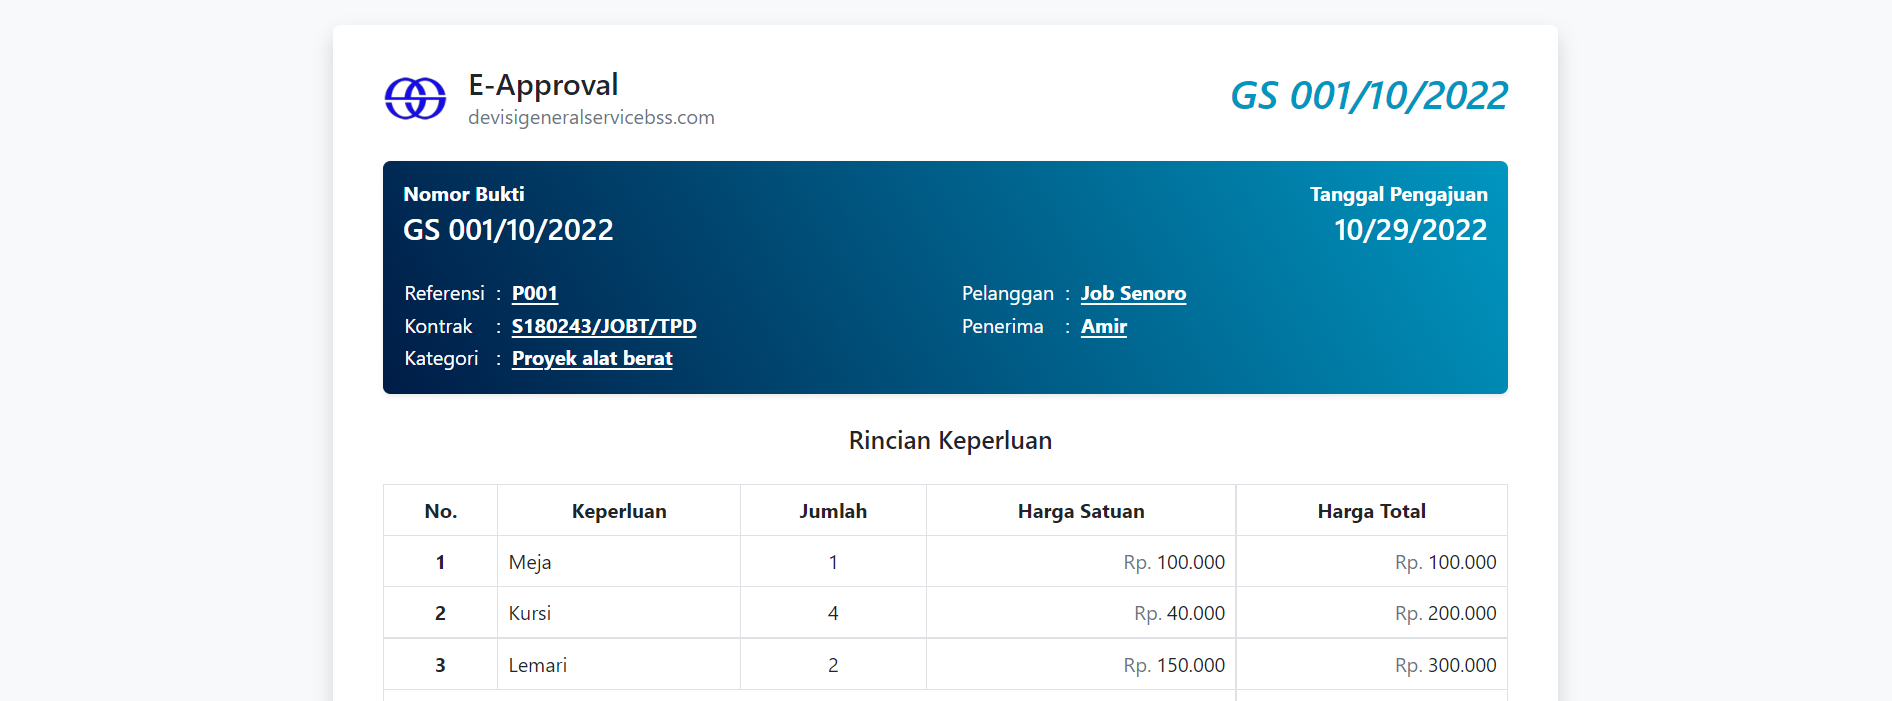 E-Approval
devisigeneralservicebss.com
GS 001/10/2022
Nomor Bukti
GS 001/10/2022
Tanggal Pengajuan
10/29/2022
Referensi : P001
Kontrak : S180243/JOBT/TPD
Kategori : Proyek alat berat
Pelanggan : Job Senoro
Penerima : Amir
Rincian Keperluan
No. Keperluan Jumlah Harga Satuan Harga Total
1 Meja 1 Rp. 100.000 Rp. 100.000
2 Kursi 4 Rp. 40.000 Rp. 200.000
3 Lemari 2 Rp. 150.000 Rp. 300.000